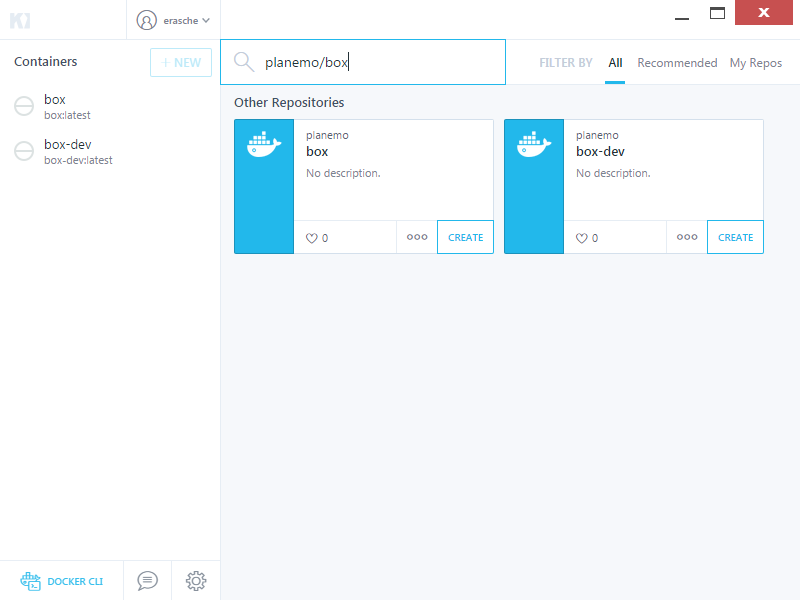 erasche
Containers
+ NEW
box
box:latest
box-dev
box-dev:latest
DOCKER CLI
planemo/box
FILTER BY All Recommended My Repos
Other Repositories
planemo
box
No description.
0
CREATE
planemo
box-dev
No description.
0
CREATE